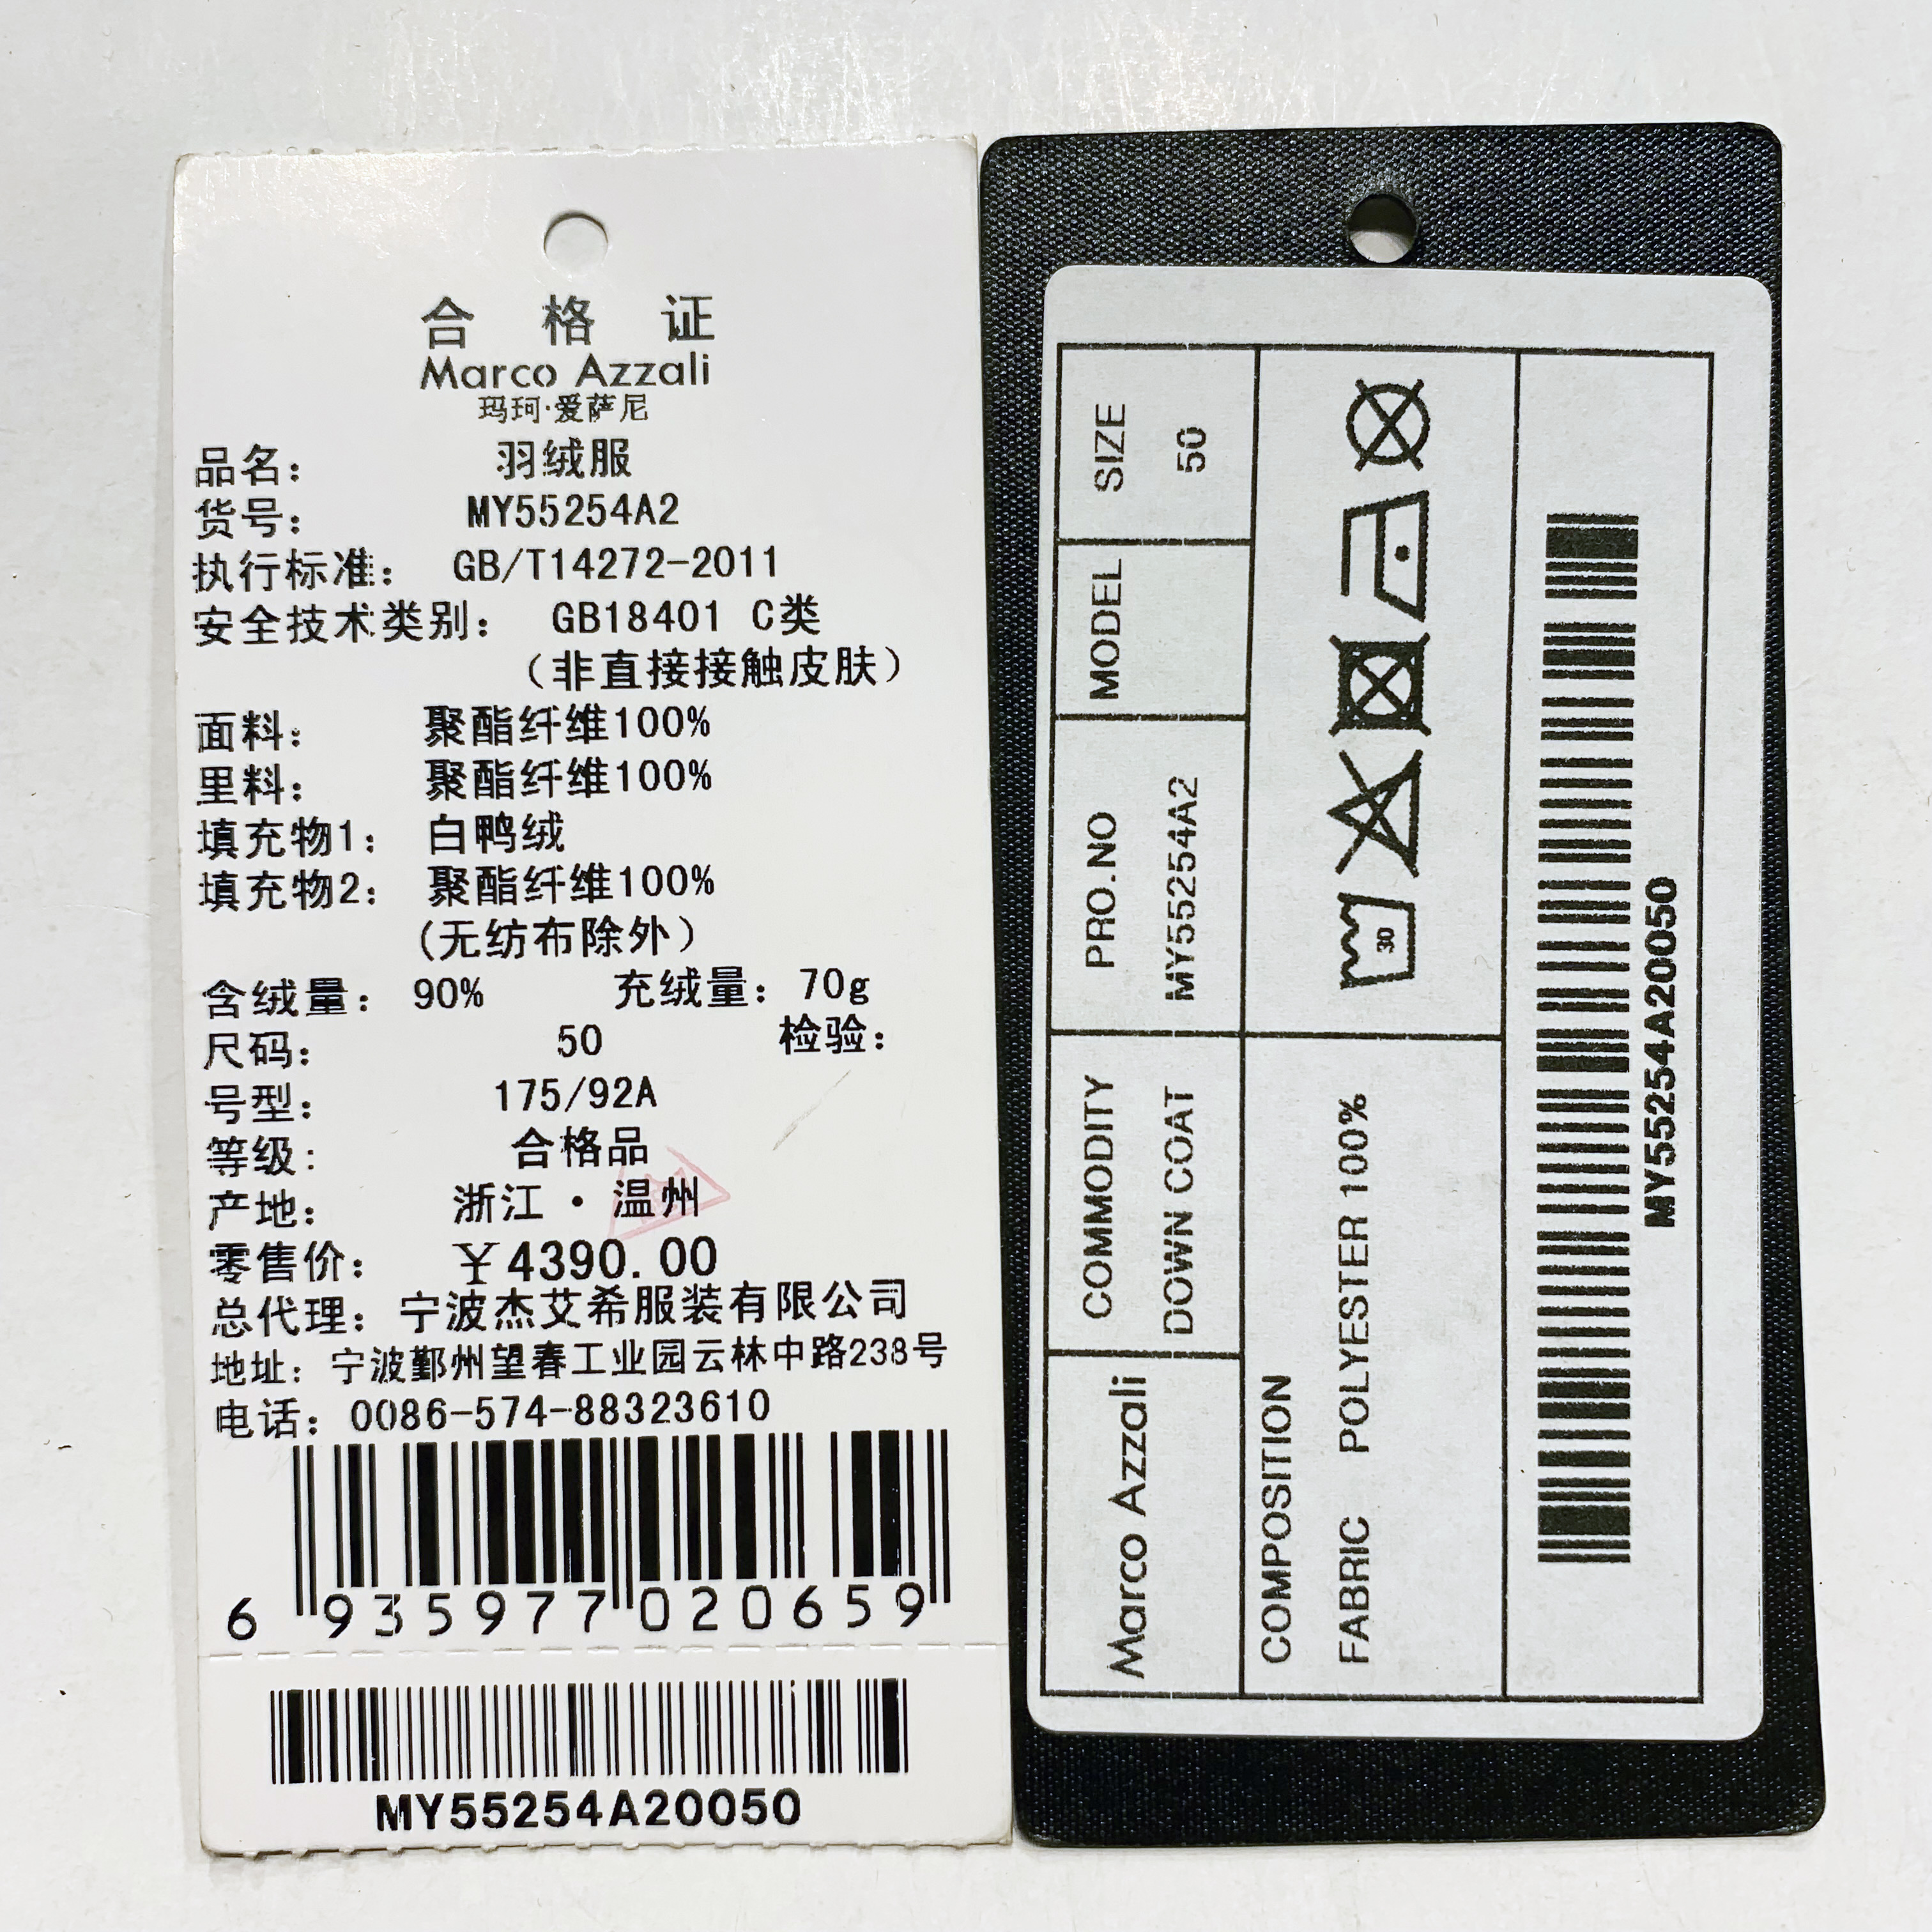 合格证
Marco Azzali
玛珂·爱萨尼
品名: 羽绒服
货号: MY55254A2
执行标准: GB/T14272-2011
安全技术类别: GB18401 C类
(非直接接触皮肤)
面料: 聚酯纤维100%
里料: 聚酯纤维100%
填充物1: 白鸭绒
填充物2: 聚酯纤维100%
(无纺布除外)
含绒量: 90% 充绒量: 70g
尺码: 50 检验:
号型: 175/92A
等级: 合格品
产地: 浙江·温州
零售价: ￥4390.00
总代理: 宁波杰艾希服装有限公司
地址: 宁波鄞州望春工业园云林中路238号
电话: 0086-574-88323610
6 935977 020659
MY55254A20050
Marco Azzali
COMMODITY
DOWN COAT
PRO.NO
MY55254A2
MODEL
SIZE
50
COMPOSITION
FABRIC POLYESTER 100%
30
MY55254A20050